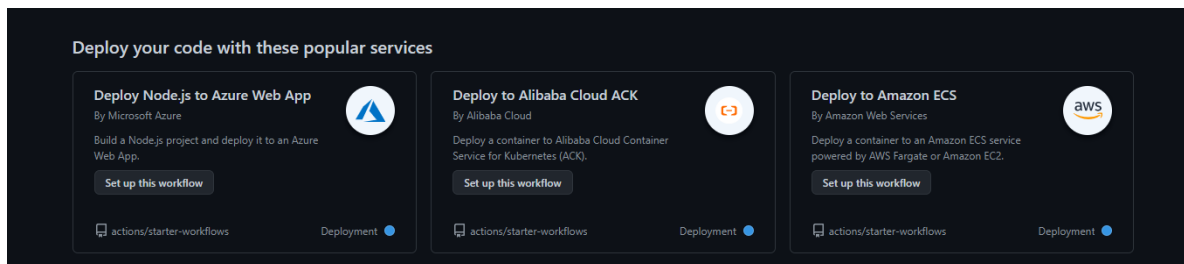 Deploy your code with these popular services
Deploy Node.js to Azure Web App
By Microsoft Azure
Build a Node.js project and deploy it to an Azure
Web App.
Set up this workflow
actions/starter-workflows
Deployment
Deploy to Alibaba Cloud ACK
By Alibaba Cloud
Deploy a container to Alibaba Cloud Container
Service for Kubernetes (ACK).
Set up this workflow
actions/starter-workflows
Deployment
Deploy to Amazon ECS
By Amazon Web Services
aws
Deploy a container to an Amazon ECS service
powered by AWS Fargate or Amazon EC2.
Set up this workflow
actions/starter-workflows
Deployment